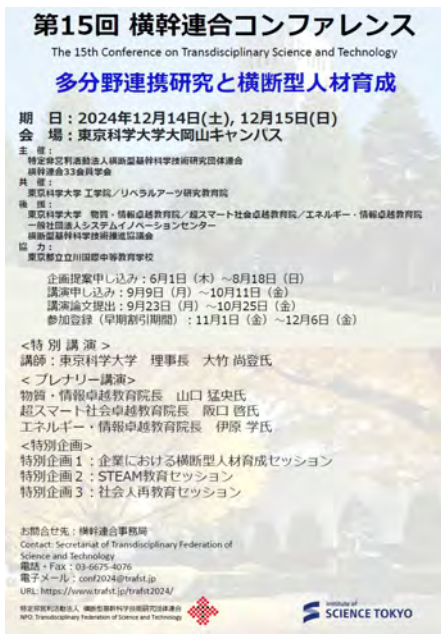 第15回 横幹連合コンファレンス
The 15th Conference on Transdisciplinary Science and Technology
多分野連携研究と横断型人材育成
期　日：2024年12月14日(土), 12月15日(日)
会　場：東京科学大学大岡山キャンパス
主 催：
特定非営利活動法人横断型基幹科学技術研究団体連合
横幹連合33会員学会
共 催：
東京科学大学 工学院／リベラルアーツ研究教育院
後 援：
東京科学大学　物質・情報卓越教育院／超スマート社会卓越教育院／エネルギー・情報卓越教育院
一般社団法人システムイノベーションセンター
横断型基幹科学技術推進協議会
協 力：
東京都立立川国際中等教育学校
企画提案申し込み：6月1日（木）～8月18日（日）
講演申し込み：9月9日（月）～10月11日（金）
講演論文提出：9月23日（月）～10月25日（金）
参加登録（早期割引期間）：11月1日（金）～12月6日（金）
<特 別 講 演 >
講師：東京科学大学　理事長　大竹 尚登氏
< プレナリー講演>
物質・情報卓越教育院長　山口 猛央氏
超スマート社会卓越教育院長　阪口 啓氏
エネルギー・情報卓越教育院長　伊原 学氏
<特別企画>
特別企画１：企業における横断型人材育成セッション
特別企画２：STEAM教育セッション
特別企画３：社会人再教育セッション
お問合せ先：横幹連合事務局
Contact: Secretariat of Transdisciplinary Federation of
Science and Technology
電話・Fax：03-6675-4076
電子メール：conf2024@trafst.jp
URL: https://www.trafst.jp/trafst2024/
特定非営利活動法人 横断型基幹科学技術研究団体連合
NPO: Transdisciplinary Federation of Science and Technology
Institute of
SCIENCE TOKYO